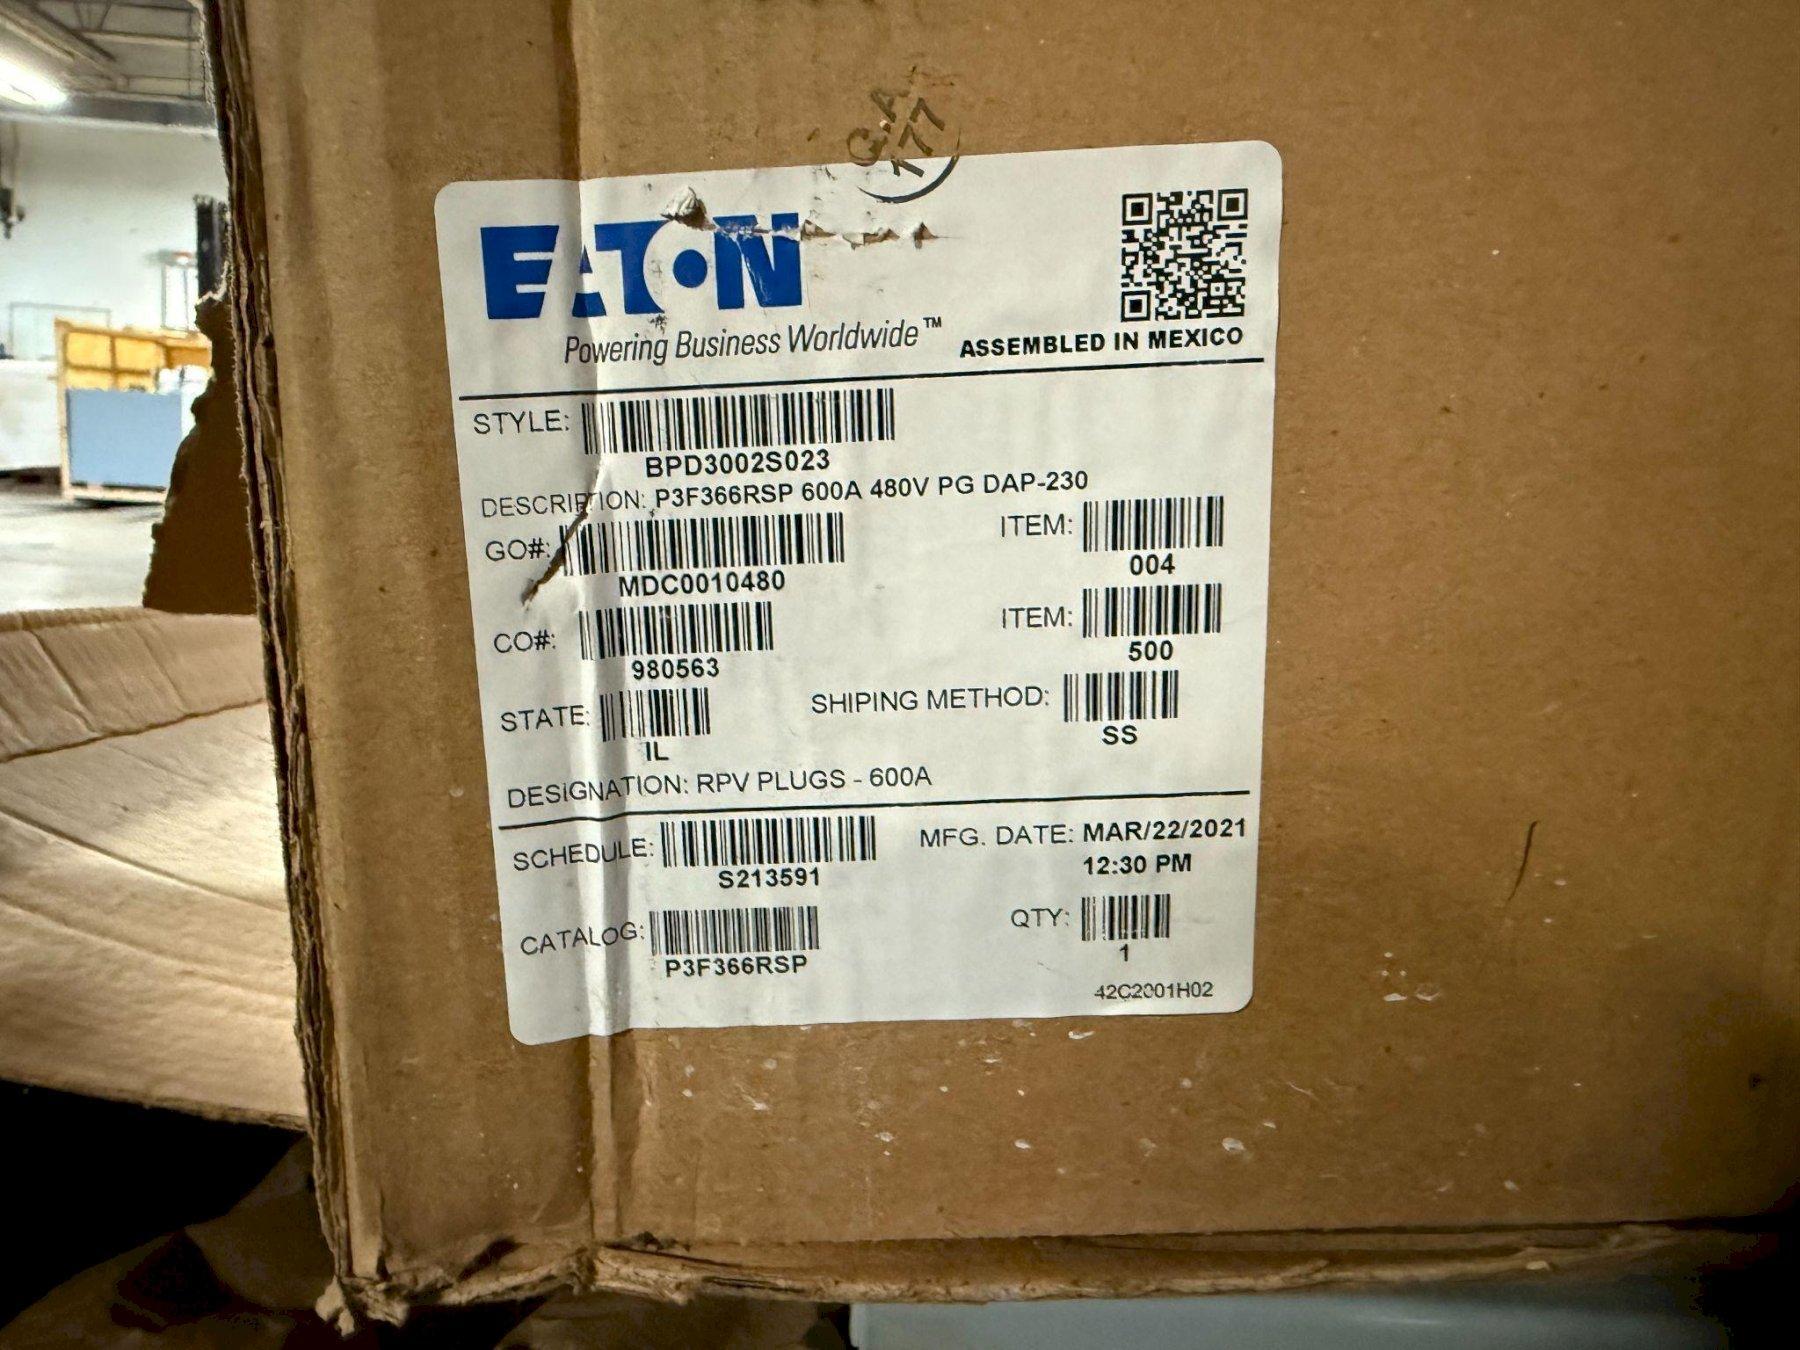 Q.A
177
EATON
Powering Business Worldwide™
ASSEMBLED IN MEXICO
STYLE:
BPD3002S023
DESCRIPTION: P3F366RSP 600A 480V PG DAP-230
GO#:
MDC0010480
ITEM:
004
CO#:
980563
ITEM:
500
STATE:
IL
SHIPING METHOD:
SS
DESIGNATION: RPV PLUGS - 600A
SCHEDULE:
S213591
MFG. DATE: MAR/22/2021
12:30 PM
CATALOG:
P3F366RSP
QTY:
1
42C2001H02